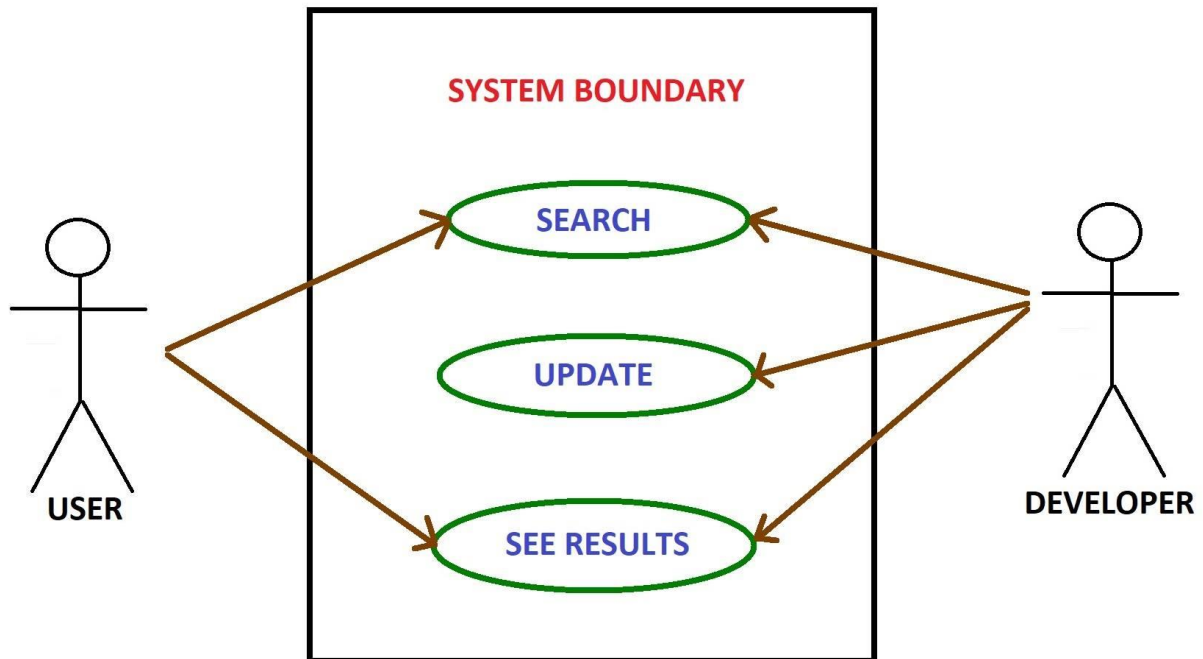 SYSTEM BOUNDARY
SEARCH
UPDATE
USER
DEVELOPER
SEE RESULTS